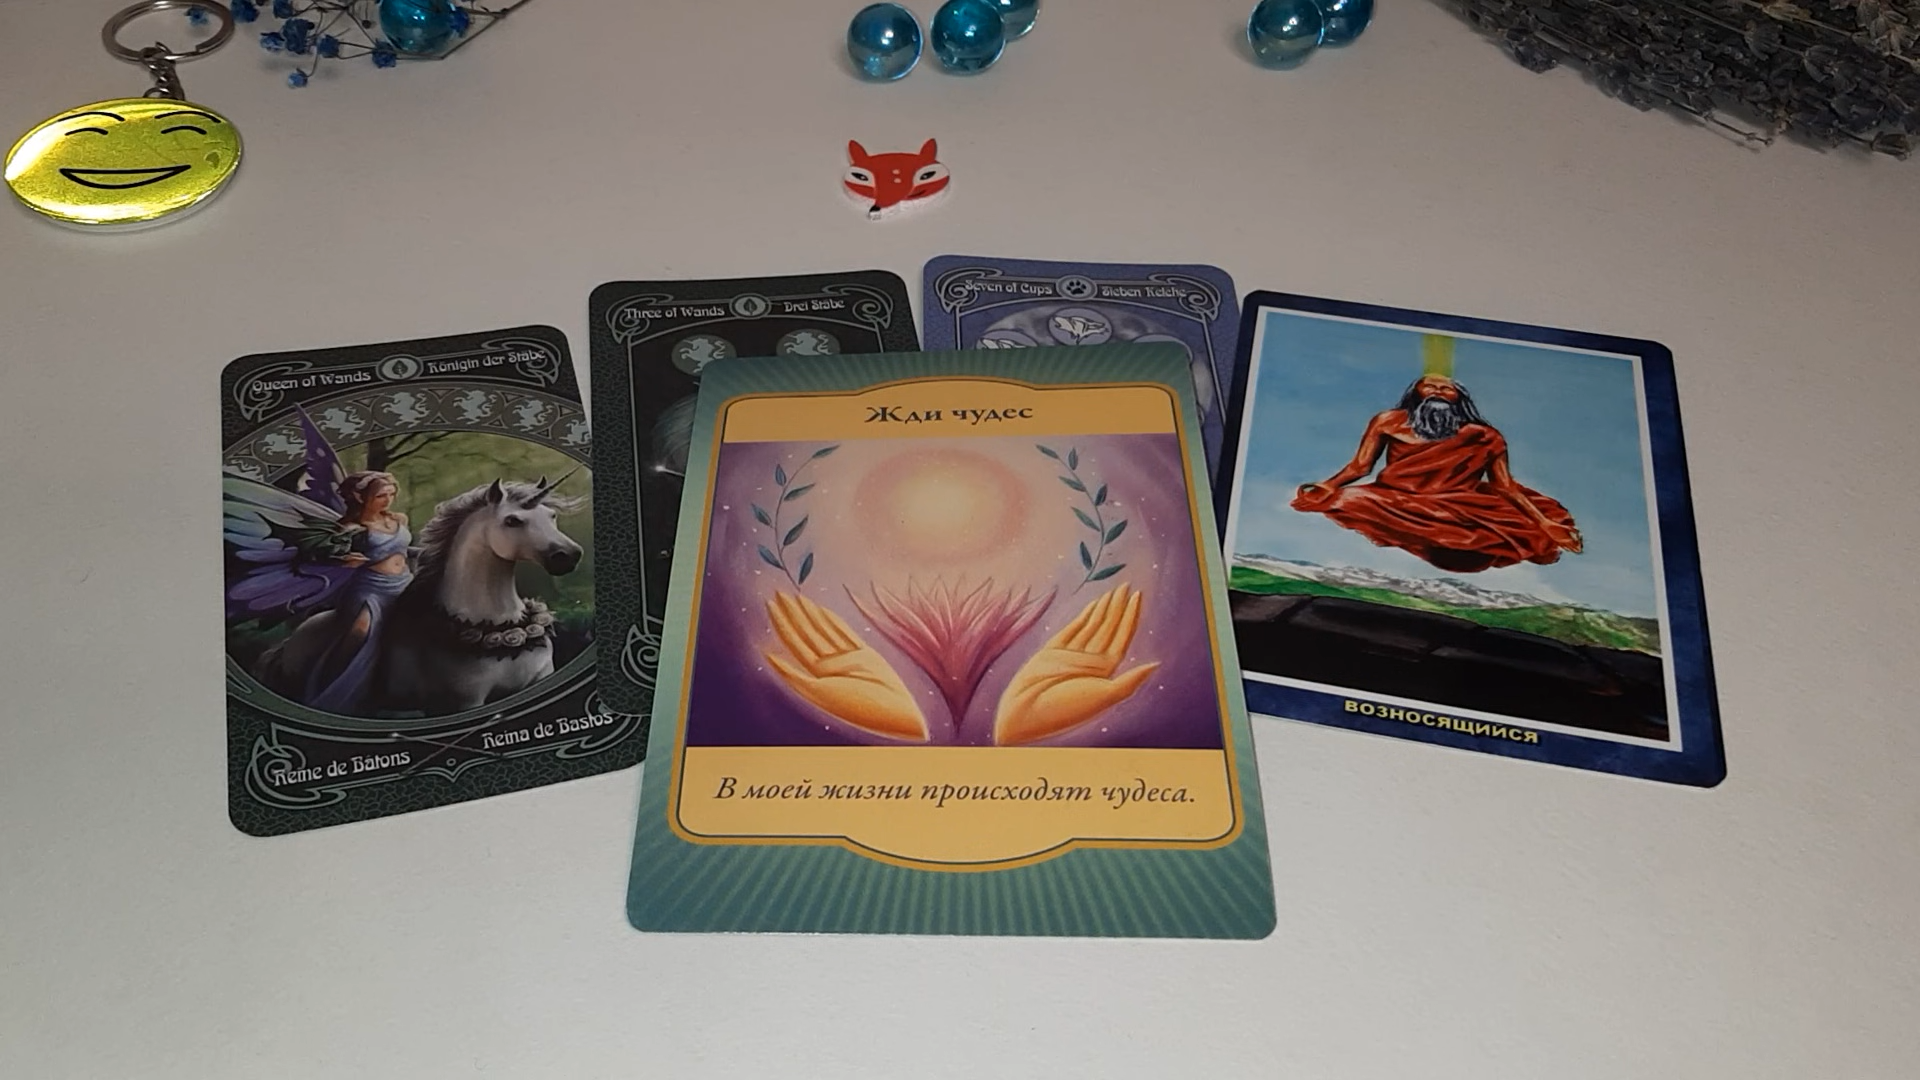 Queen of Wands Königin der Stäbe
Reine de Bâtons Reina de Bastos
Three of Wands Drei Stäbe
Seven of Cups Sieben Kelche
Жди чудес
В моей жизни происходят чудеса.
ВОЗНОСЯЩИЙСЯ